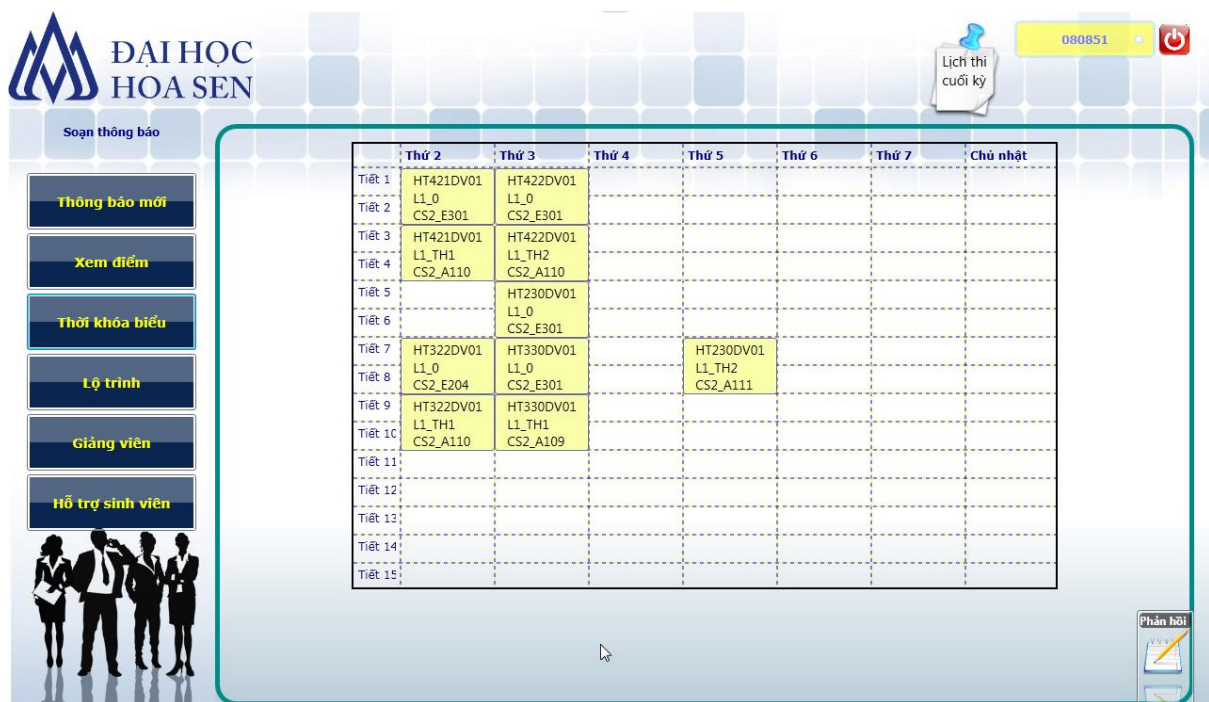 ĐẠI HỌC
HOA SEN
Lịch thi
cuối kỳ
080851
Soạn thông báo
Thông báo mới
Xem điểm
Thời khóa biểu
Lộ trình
Giảng viên
Hỗ trợ sinh viên
Thứ 2 Thứ 3 Thứ 4 Thứ 5 Thứ 6 Thứ 7 Chủ nhật
Tiết 1
Tiết 2
HT421DV01
L1_0
CS2_E301
HT422DV01
L1_0
CS2_E301
Tiết 3
Tiết 4
HT421DV01
L1_TH1
CS2_A110
HT422DV01
L1_TH2
CS2_A110
Tiết 5
Tiết 6
HT230DV01
L1_0
CS2_E301
Tiết 7
Tiết 8
HT322DV01
L1_0
CS2_E204
HT330DV01
L1_0
CS2_E301
HT230DV01
L1_TH2
CS2_A111
Tiết 9
Tiết 10
HT322DV01
L1_TH1
CS2_A110
HT330DV01
L1_TH1
CS2_A109
Tiết 11
Tiết 12
Tiết 13
Tiết 14
Tiết 15
Phản hồi